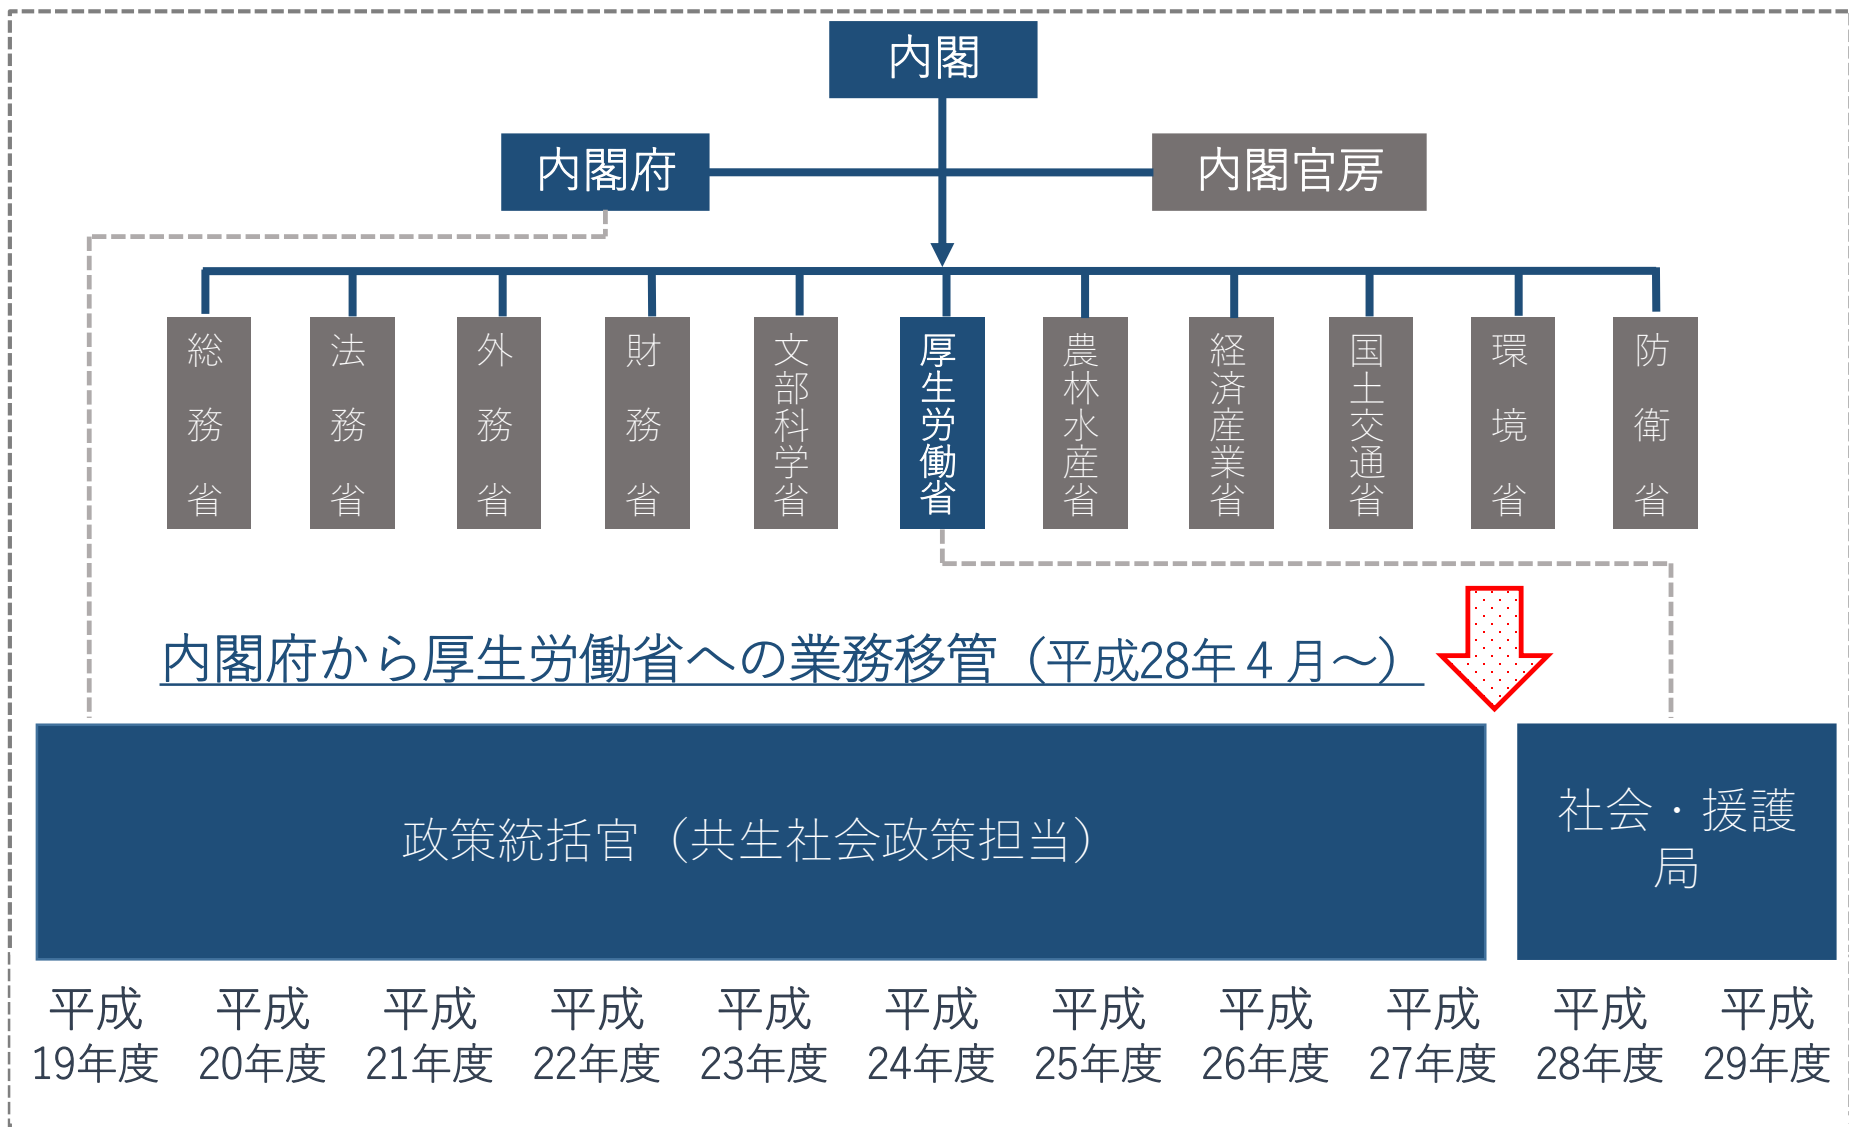 内閣
内閣府
内閣官房
総務省
法務省
外務省
財務省
文部科学省
厚生労働省
農林水産省
経済産業省
国土交通省
環境省
防衛省
内閣府から厚生労働省への業務移管（平成28年４月～）
政策統括官（共生社会政策担当）
社会・援護
局
平成
19年度
平成
20年度
平成
21年度
平成
22年度
平成
23年度
平成
24年度
平成
25年度
平成
26年度
平成
27年度
平成
28年度
平成
29年度